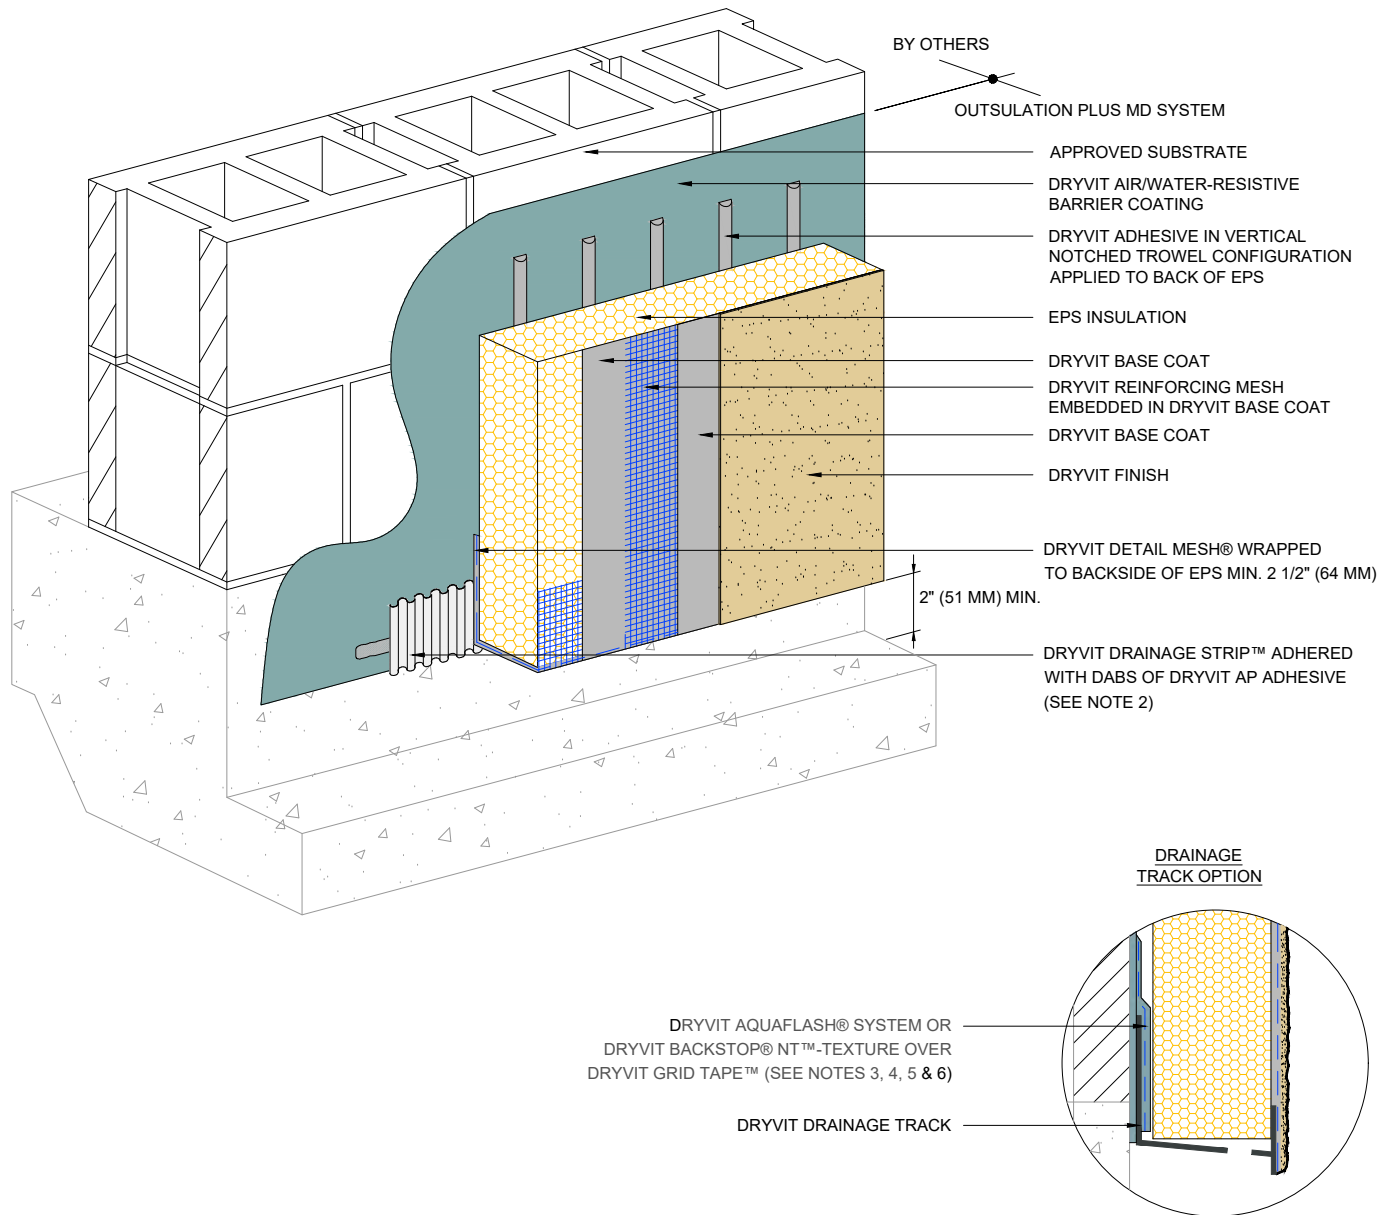 BY OTHERS
OUTSULATION PLUS MD SYSTEM
APPROVED SUBSTRATE
DRYVIT AIR/WATER-RESISTIVE
BARRIER COATING
DRYVIT ADHESIVE IN VERTICAL
NOTCHED TROWEL CONFIGURATION
APPLIED TO BACK OF EPS
EPS INSULATION
DRYVIT BASE COAT
DRYVIT REINFORCING MESH
EMBEDDED IN DRYVIT BASE COAT
DRYVIT BASE COAT
DRYVIT FINISH
DRYVIT DETAIL MESH® WRAPPED
TO BACKSIDE OF EPS MIN. 2 1/2" (64 MM)
2" (51 MM) MIN.
DRYVIT DRAINAGE STRIP™ ADHERED
WITH DABS OF DRYVIT AP ADHESIVE
(SEE NOTE 2)
DRAINAGE
TRACK OPTION
DRYVIT AQUAFLASH® SYSTEM OR
DRYVIT BACKSTOP® NT™-TEXTURE OVER
DRYVIT GRID TAPE™ (SEE NOTES 3, 4, 5 & 6)
DRYVIT DRAINAGE TRACK